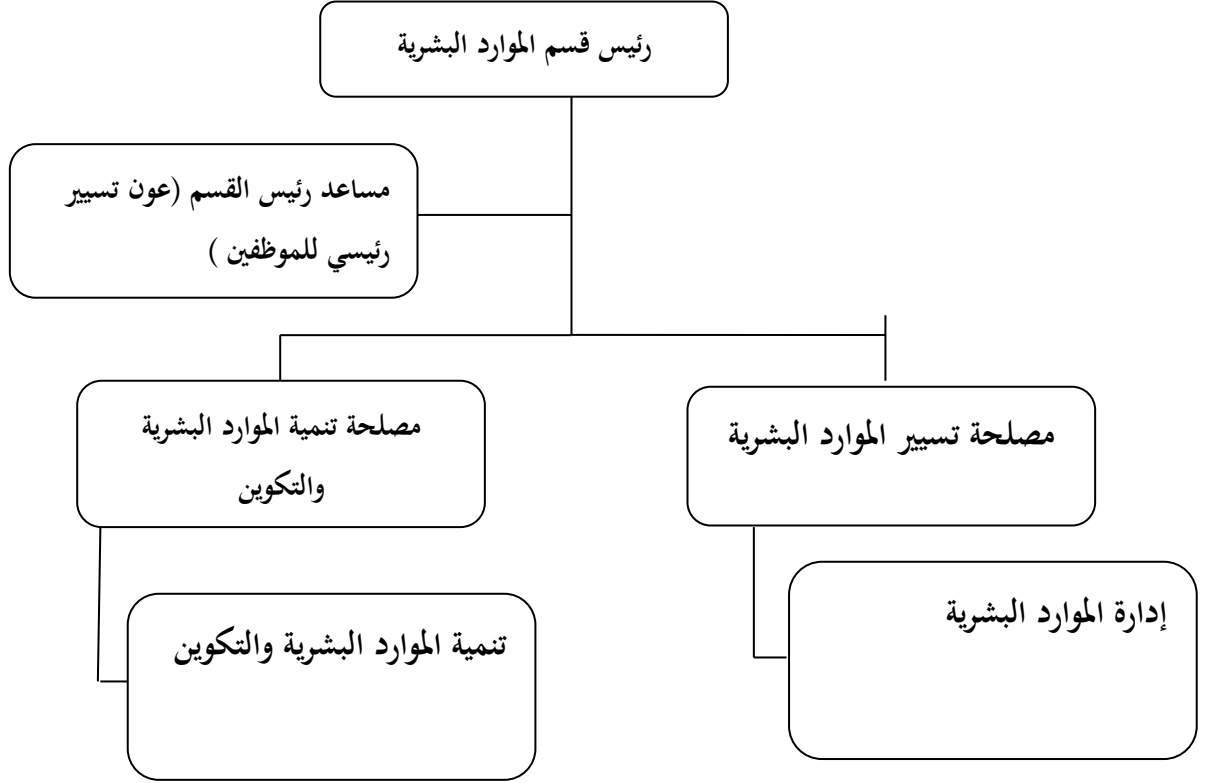 رئيس قسم الموارد البشرية
مساعد رئيس القسم (عون تسيير
رئيسي للموظفين )
مصلحة تسيير الموارد البشرية
مصلحة تنمية الموارد البشرية
والتكوين
إدارة الموارد البشرية
تنمية الموارد البشرية والتكوين